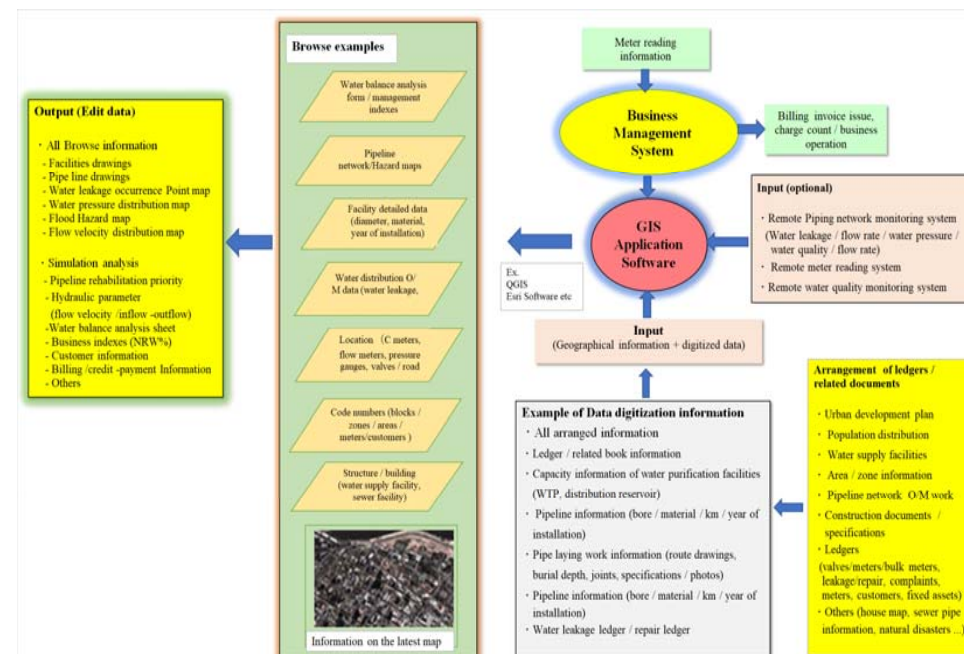 Output (Edit data)
・ All Browse information
- Facilities drawings
- Pipe line drawings
- Water leakage occurrence Point map
- Water pressure distribution map
- Flood Hazard map
- Flow velocity distribution map
・Simulation analysis
- Pipeline rehabilitation priority
- Hydraulic parameter
(flow velocity /inflow -outflow)
-Water balance analysis sheet
- Business indexes (NRW%)
- Customer information
- Billing /credit -payment Information
- Others
Browse examples
Water balance analysis
form / management
indexes
Pipeline
network/Hazard maps
Facility detailed data
(diameter, material,
year of installation)
Water distribution O/
M data (water leakage,
Location （C meters,
flow meters, pressure
gauges, valves / road
Code numbers (blocks /
zones / areas /
meters/customers )
Structure / building
(water supply facility,
sewer facility)
Information on the latest map
Meter reading
information
Business
Management
System
Billing invoice issue,
charge count / business
operation
GIS
Application
Software
Ex.
QGIS
Esri Software etc
Input (optional)
・Remote Piping network monitoring system
(Water leakage / flow rate / water pressure /
water quality / flow rate)
・ Remote meter reading system
・Remote water quality monitoring system
Input
(Geographical information + digitized data)
Example of Data digitization information
・ All arranged information
・Ledger / related book information
・Capacity information of water purification facilities
(WTP, distribution reservoir)
・ Pipeline information (bore / material / km / year of
installation)
・Pipe laying work information (route drawings,
burial depth, joints, specifications / photos)
・ Pipeline information (bore / material / km / year of
installation)
・Water leakage ledger / repair ledger
Arrangement of ledgers /
related documents
・ Urban development plan
・ Population distribution
・ Water supply facilities
・ Area / zone information
・ Pipeline network O/M work
・Construction documents /
specifications
・Ledgers
(valves/meters/bulk meters,
leakage/repair, complaints,
meters, customers, fixed assets)
・Others (house map, sewer pipe
information, natural disasters ...)